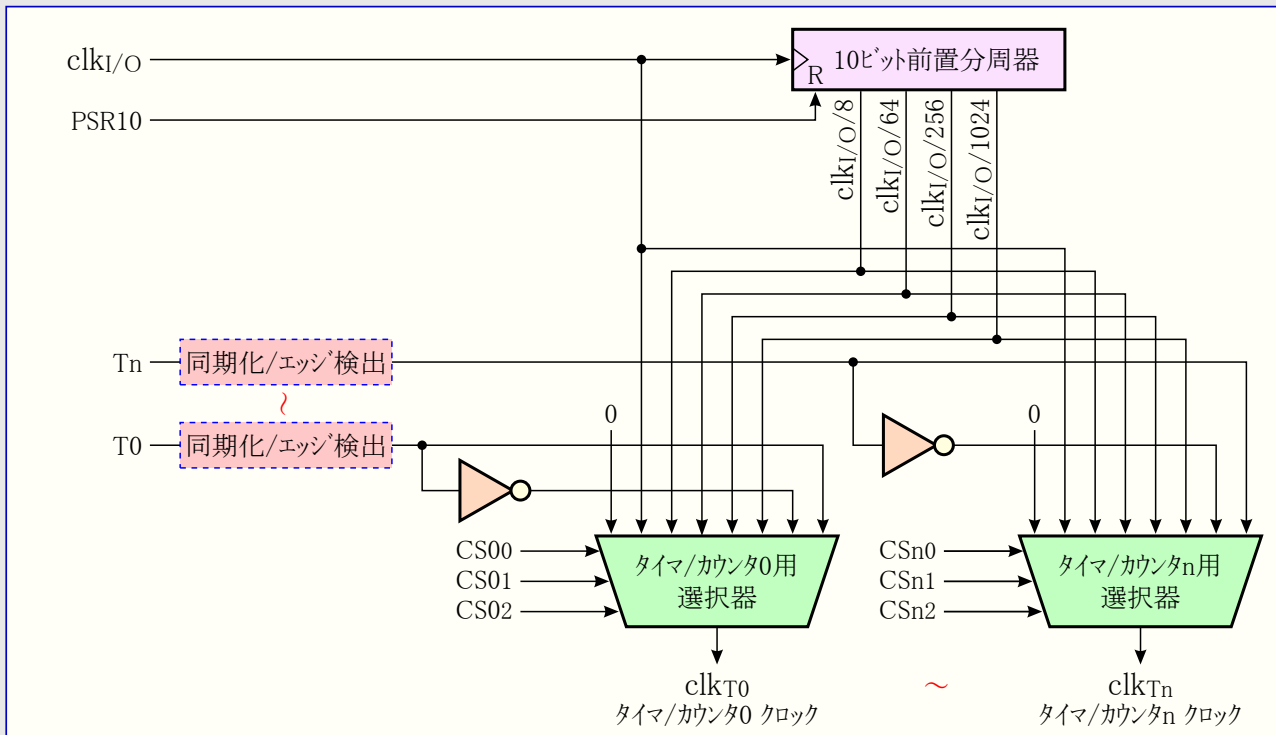 clkI/O
10ビット前置分周器
R
PSR10
clkI/O/8
clkI/O/64
clkI/O/256
clkI/O/1024
Tn
同期化/エッジ検出
~
T0
同期化/エッジ検出
0
0
CS00
CS01
CS02
タイマ/カウンタ0用
選択器
CSn0
CSn1
CSn2
タイマ/カウンタn用
選択器
clkT0
タイマ/カウンタ0 クロック
~
clkTn
タイマ/カウンタn クロック